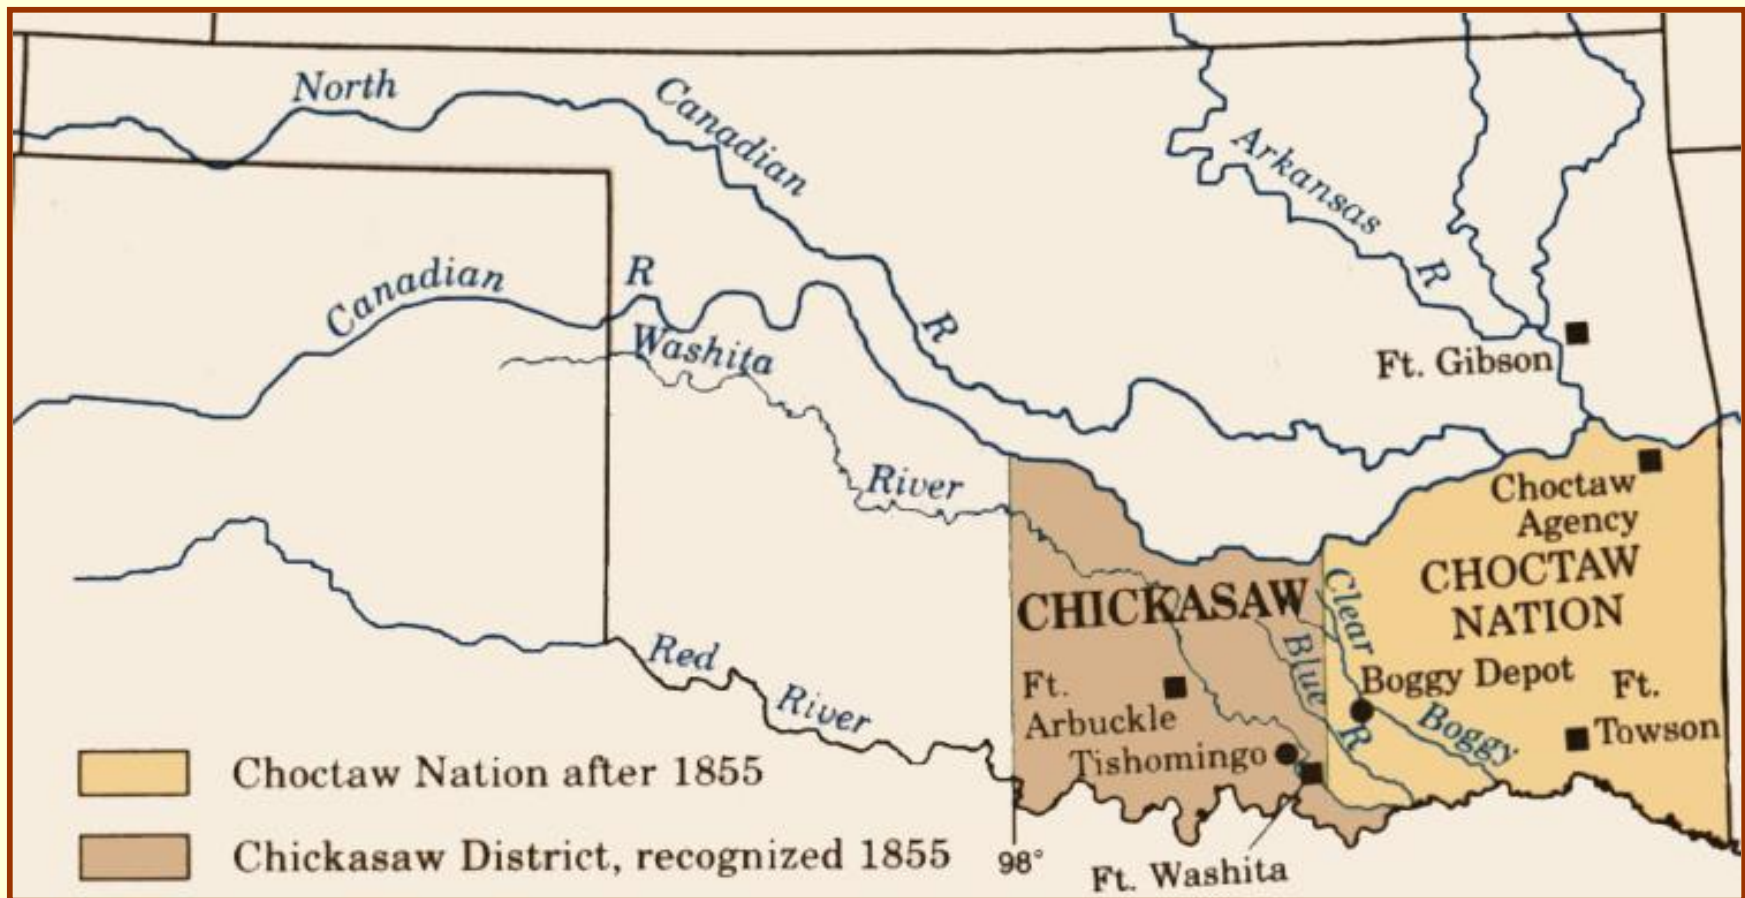 North
Canadian
R
Arkansas
R
Canadian
R
Washita
River
Ft. Gibson
Choctaw
Agency
CHOCTAW
NATION
CHICKASAW
Clear
Boggy
Blue
R
Boggy Depot
Ft.
Towson
Ft.
Arbuckle
Tishomingo
Red
River
Choctaw Nation after 1855
Chickasaw District, recognized 1855
98°
Ft. Washita